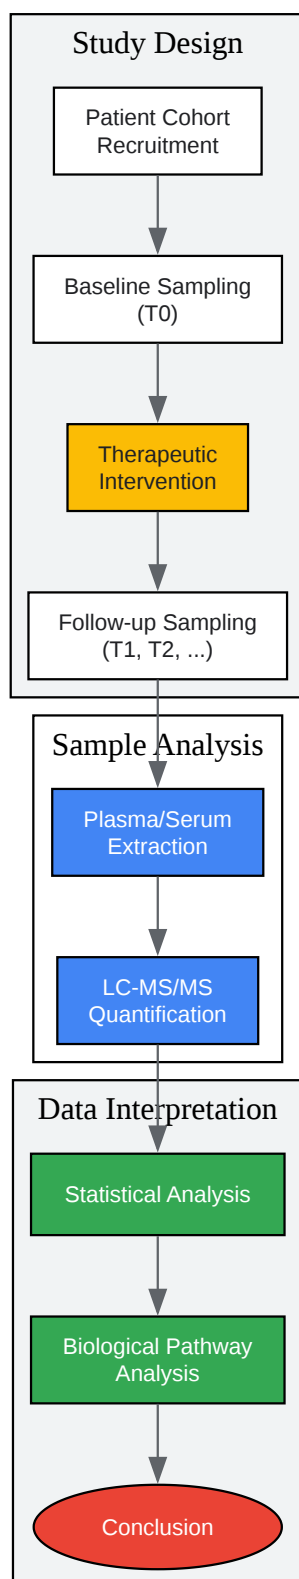 Study Design
Patient Cohort
Recruitment
Baseline Sampling
(T0)
Therapeutic
Intervention
Follow-up Sampling
(T1, T2, ...)
Sample Analysis
Plasma/Serum
Extraction
LC-MS/MS
Quantification
Data Interpretation
Statistical Analysis
Biological Pathway
Analysis
Conclusion